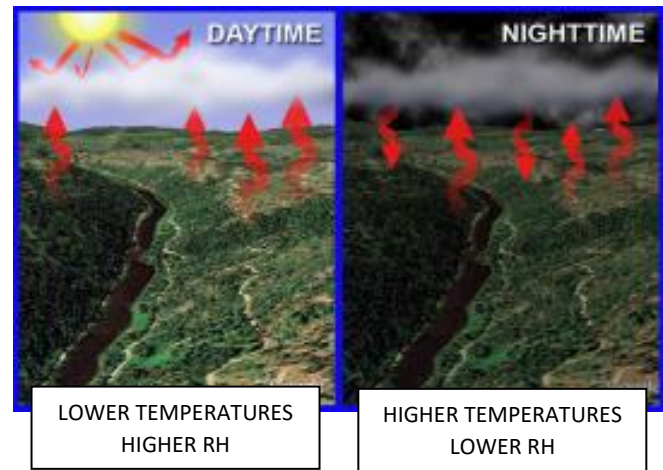 DAYTIME
NIGHTTIME
LOWER TEMPERATURES
HIGHER RH
HIGHER TEMPERATURES
LOWER RH